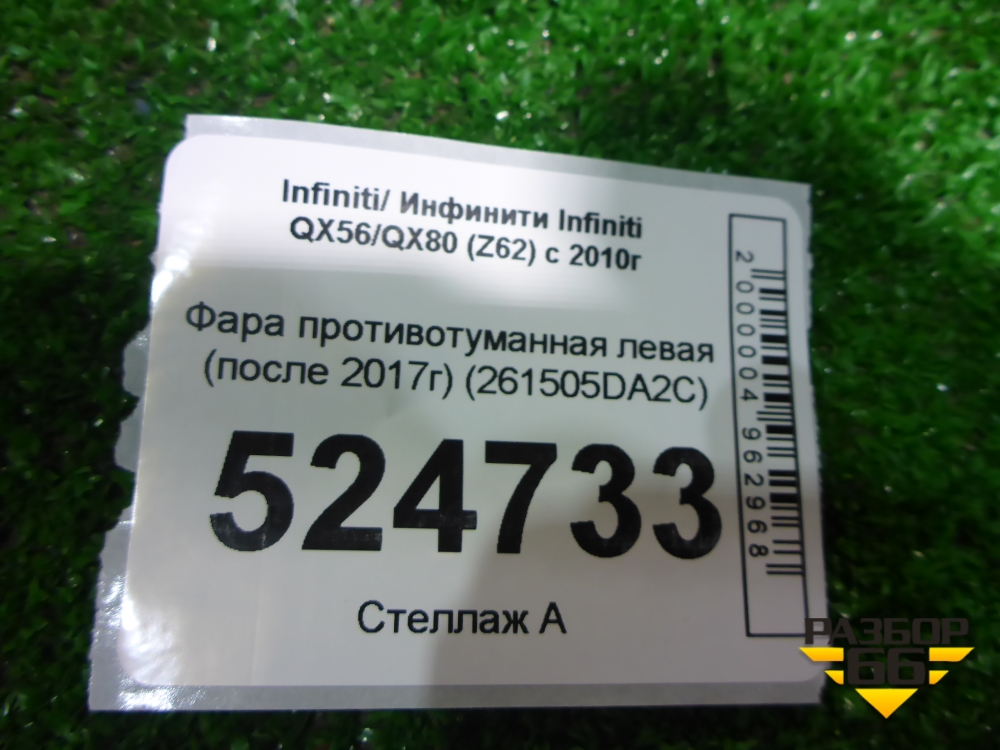 Infiniti/ Инфинити Infiniti
QX56/QX80 (Z62) с 2010г
Фара противотуманная левая
(после 2017г) (261505DA2C)
524733
Стеллаж А
2000004962968
РАЗБОР
66